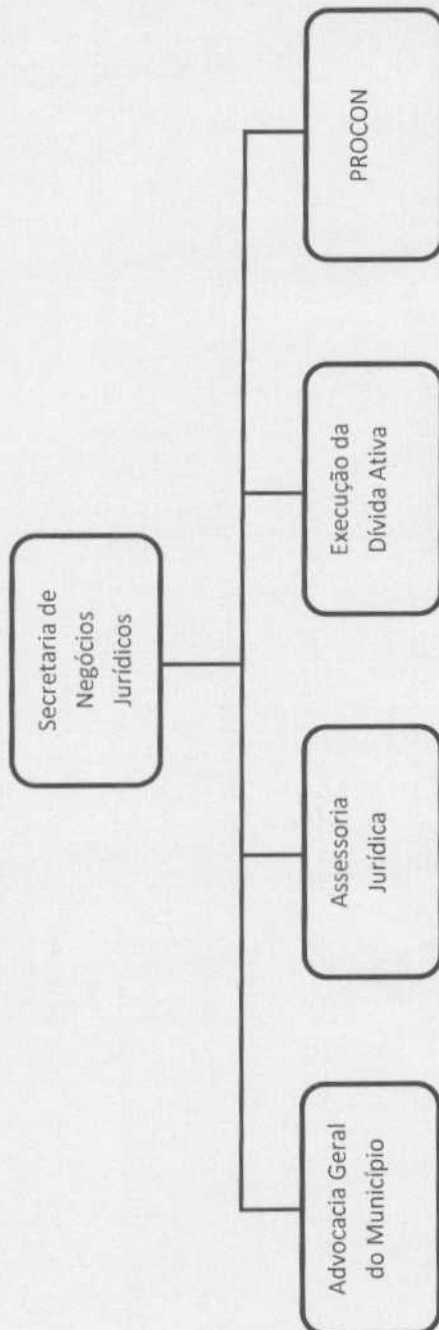 Secretaria de
Negócios
Jurídicos
Advocacia Geral
do Município
Assessoria
Jurídica
Execução da
Dívida Ativa
PROCON